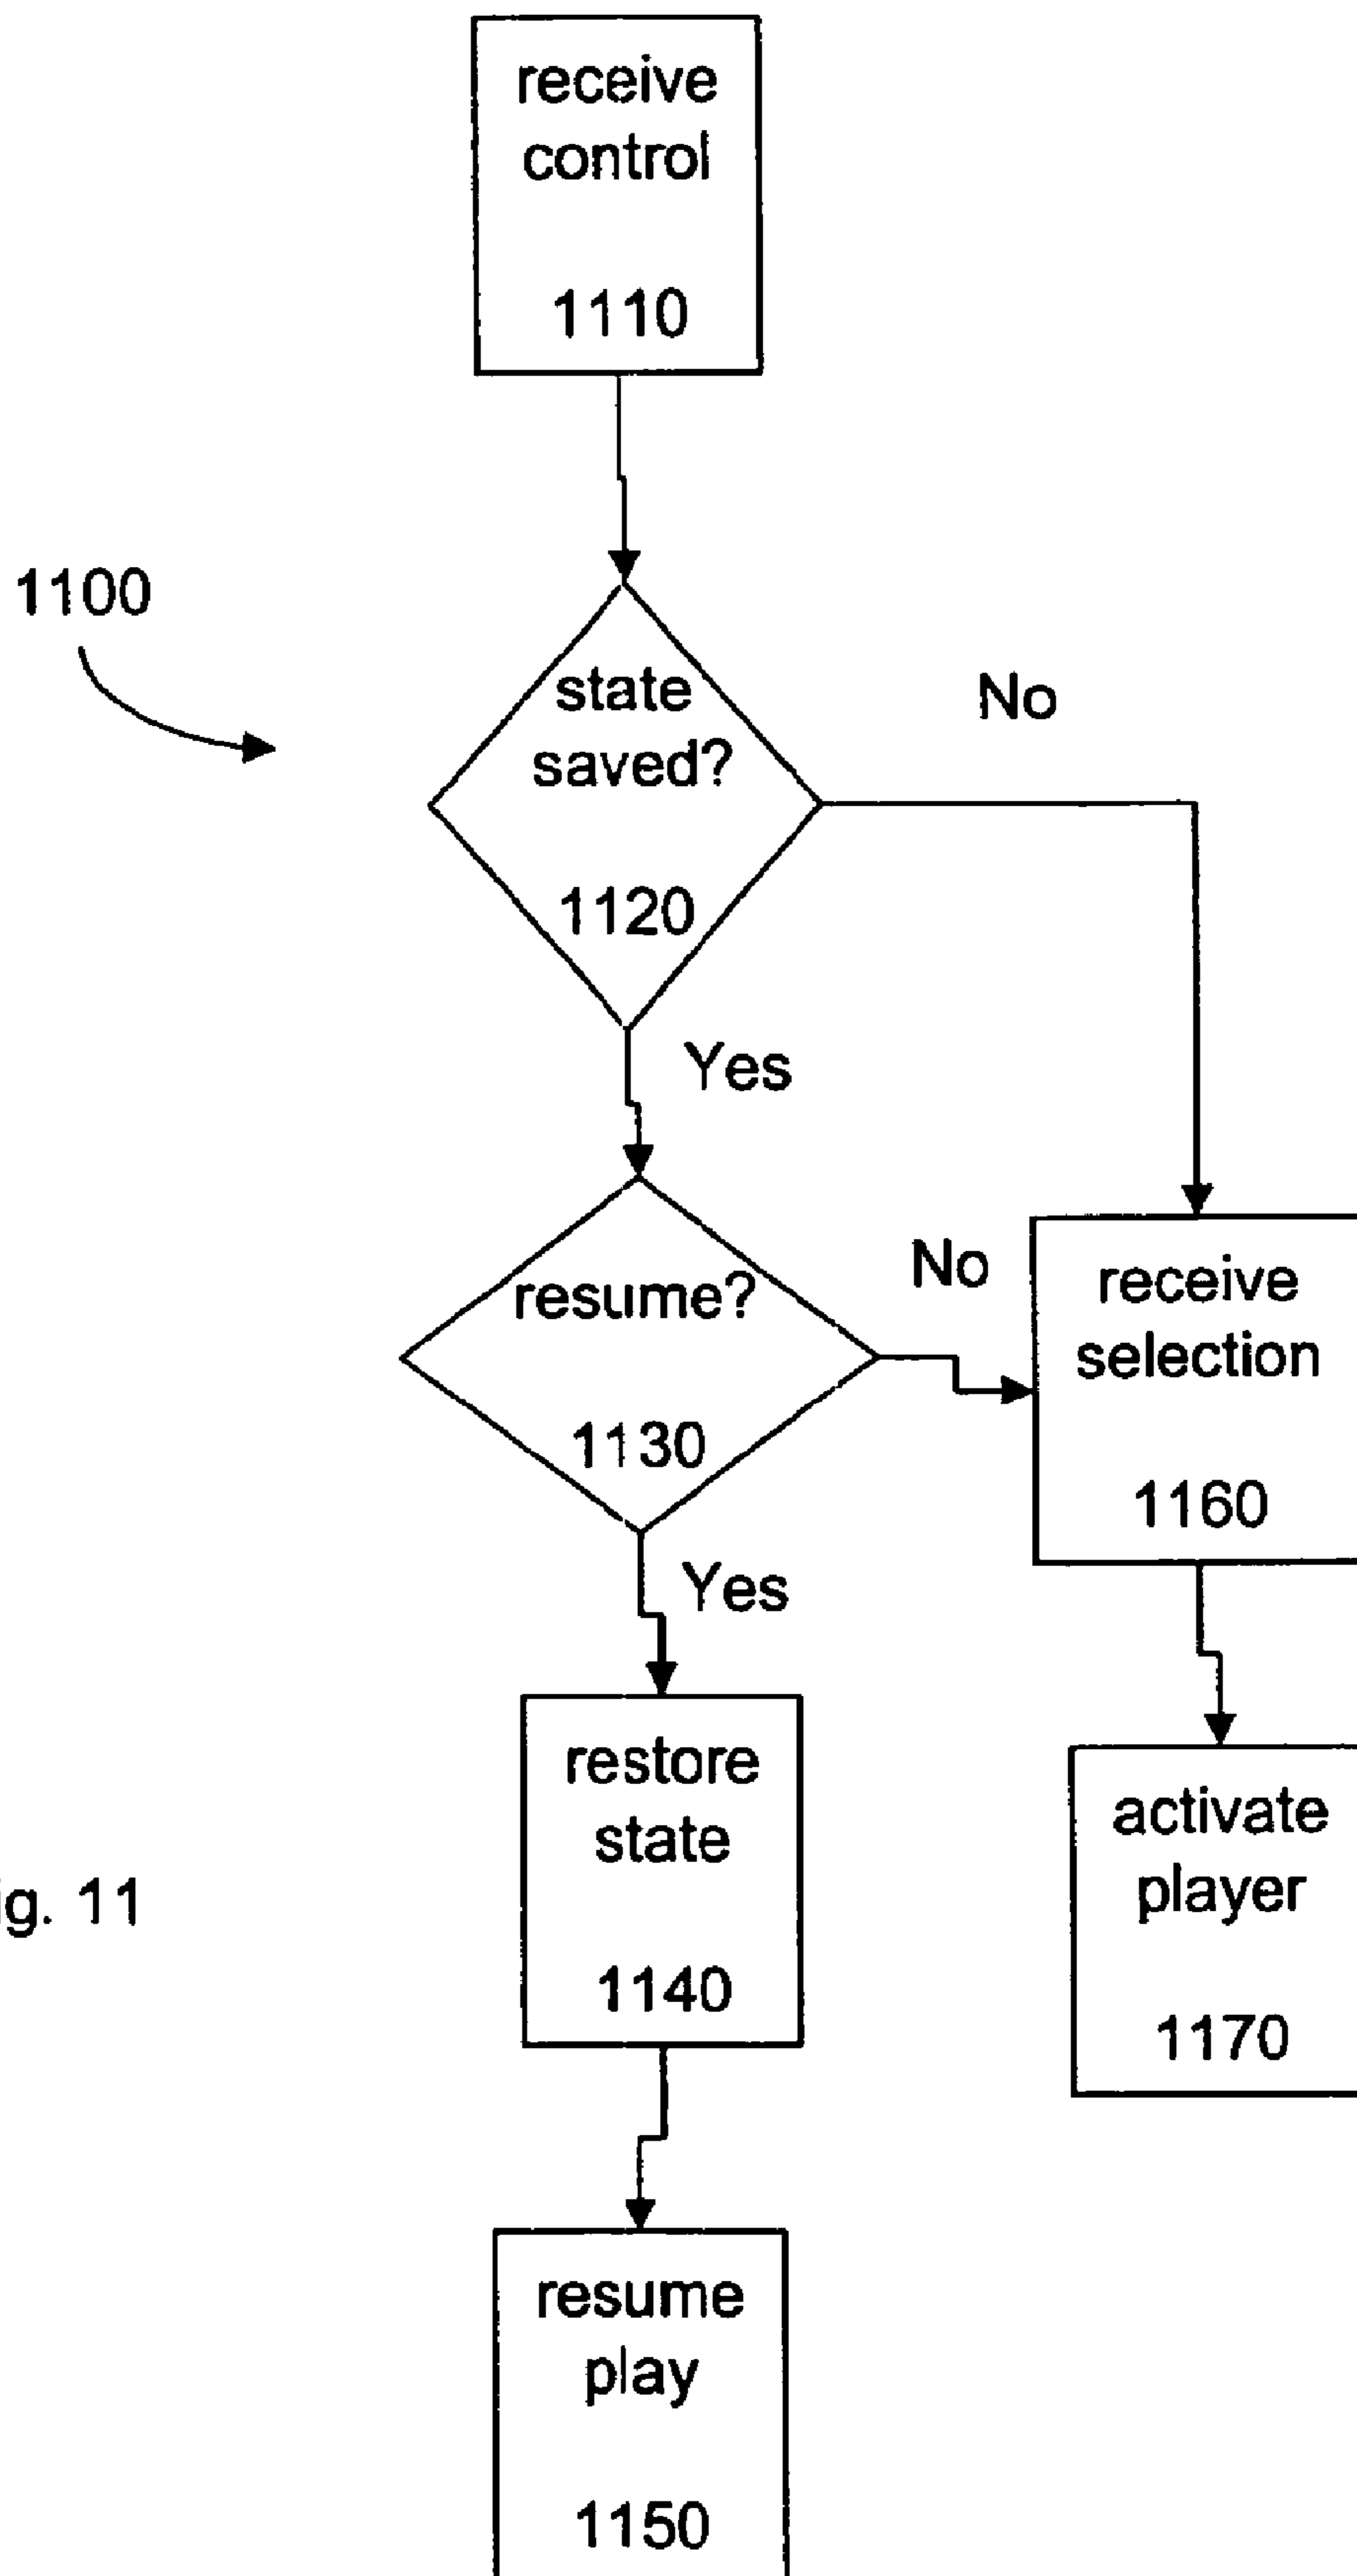 receive
control
1110
1100
state
saved?
1120
No
Yes
resume?
1130
No
receive
selection
1160
Yes
restore
state
1140
activate
player
1170
ig. 11
resume
play
1150